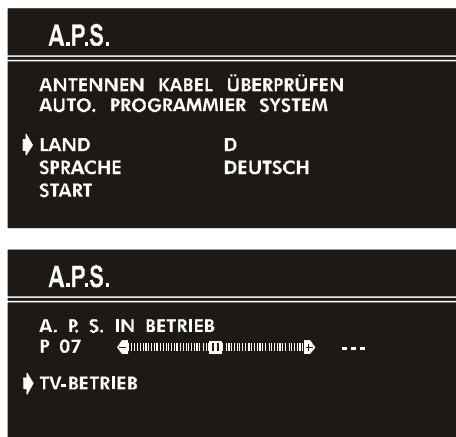 A.P.S.
ANTENNEN KABEL ÜBERPRÜFEN
AUTO. PROGRAMMIER SYSTEM
LAND D
SPRACHE DEUTSCH
START
A.P.S.
A. P. S. IN BETRIEB
P 07 - + ---
TV-BETRIEB